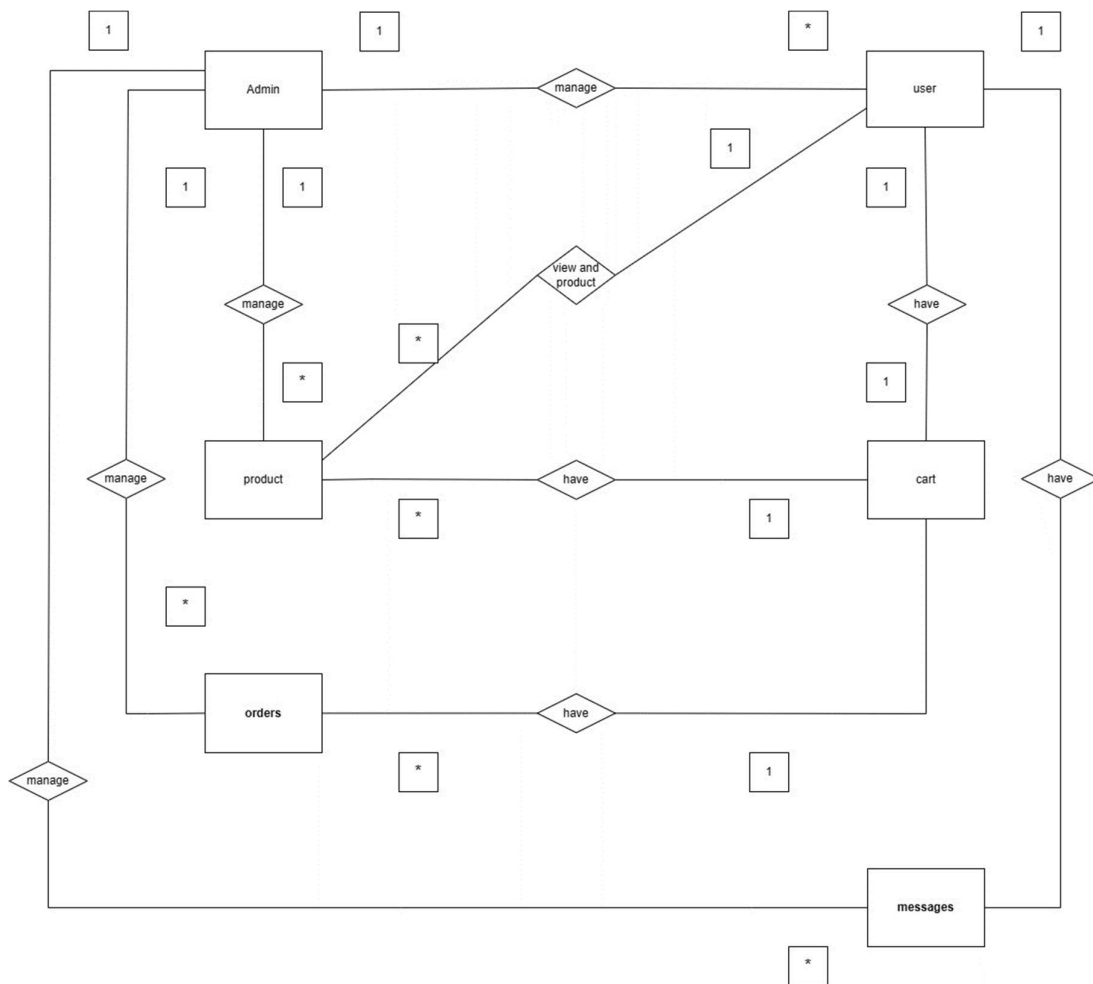 1
1
*
1
Admin
manage
user
1
1
1
1
view and
product
manage
have
*
*
1
product
have
cart
manage
have
*
1
*
orders
have
*
1
manage
messages
*